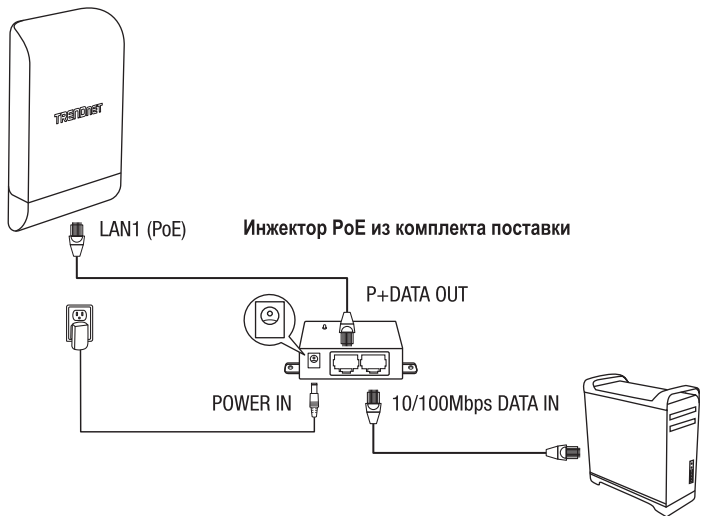 TRENDNET
LAN1 (PoE)
Инжектор PoE из комплекта поставки
P+DATA OUT
POWER IN
10/100Mbps DATA IN